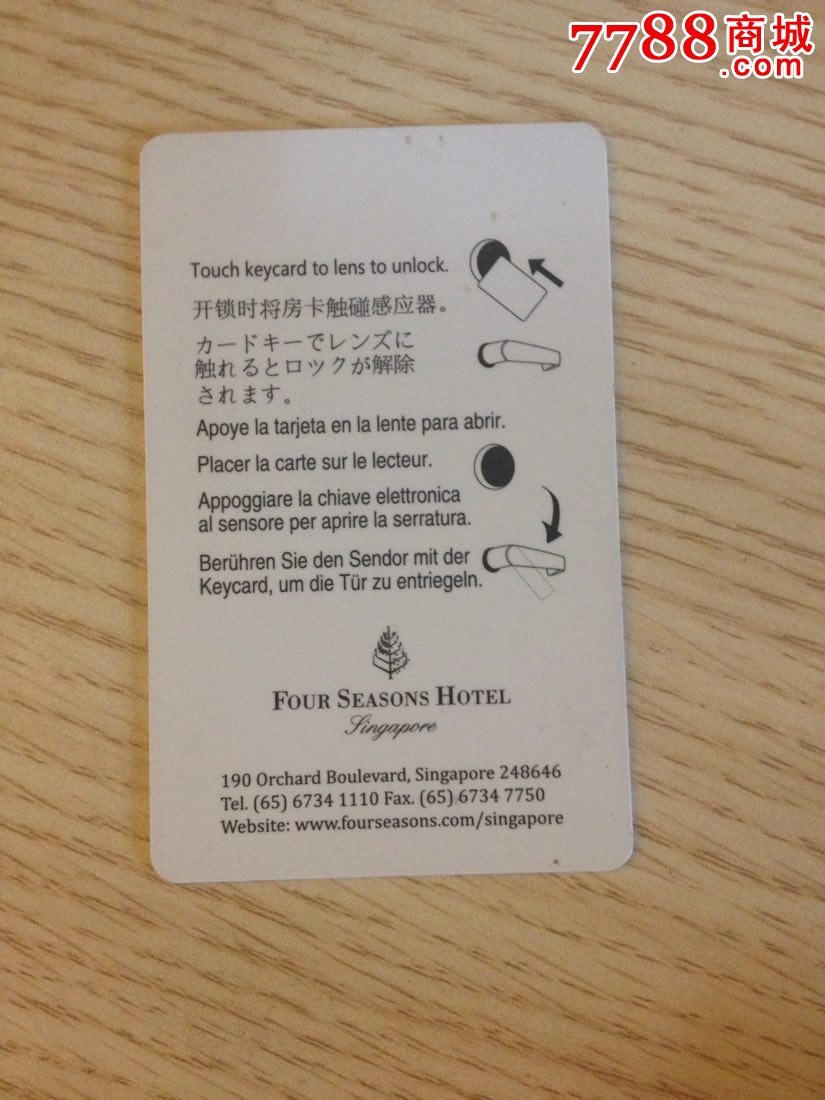 7788商城
.com
Touch keycard to lens to unlock.
开锁时将房卡触碰感应器。
カードキーでレンズに
触れるとロックが解除
されます。
Apoye la tarjeta en la lente para abrir.
Placer la carte sur le lecteur.
Appoggiare la chiave elettronica
al sensore per aprire la serratura.
Berühren Sie den Sendor mit der
Keycard, um die Tür zu entriegeln.
FOUR SEASONS HOTEL
Singapore
190 Orchard Boulevard, Singapore 248646
Tel. (65) 6734 1110 Fax. (65) 6734 7750
Website: www.fourseasons.com/singapore